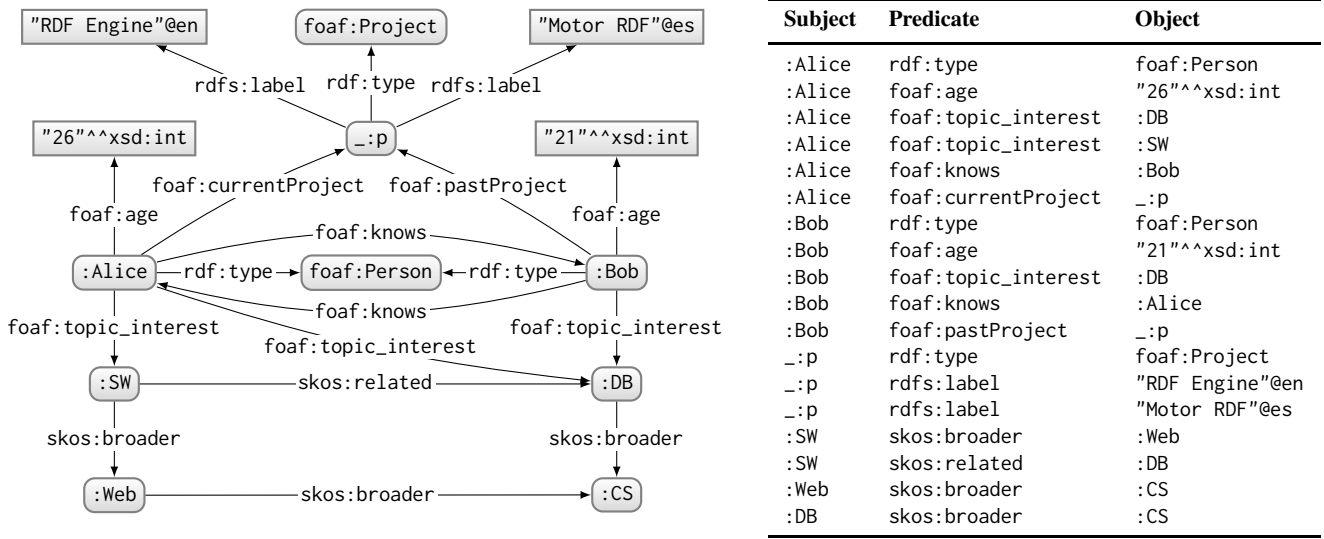 "RDF Engine"@en
foaf:Project
"Motor RDF"@es
rdfs:label
rdf:type
rdfs:label
"26"^^xsd:int
_:p
"21"^^xsd:int
foaf:currentProject
foaf:pastProject
foaf:age
foaf:age
foaf:knows
:Alice
rdf:type
foaf:Person
rdf:type
:Bob
foaf:knows
foaf:topic_interest
foaf:topic_interest
foaf:topic_interest
:SW
skos:related
:DB
skos:broader
skos:broader
:Web
skos:broader
:CS
Subject Predicate Object
:Alice rdf:type foaf:Person
:Alice foaf:age "26"^^xsd:int
:Alice foaf:topic_interest :DB
:Alice foaf:topic_interest :SW
:Alice foaf:knows :Bob
:Alice foaf:currentProject _:p
:Bob rdf:type foaf:Person
:Bob foaf:age "21"^^xsd:int
:Bob foaf:topic_interest :DB
:Bob foaf:knows :Alice
:Bob foaf:pastProject _:p
_:p rdf:type foaf:Project
_:p rdfs:label "RDF Engine"@en
_:p rdfs:label "Motor RDF"@es
:SW skos:broader :Web
:SW skos:related :DB
:Web skos:broader :CS
:DB skos:broader :CS